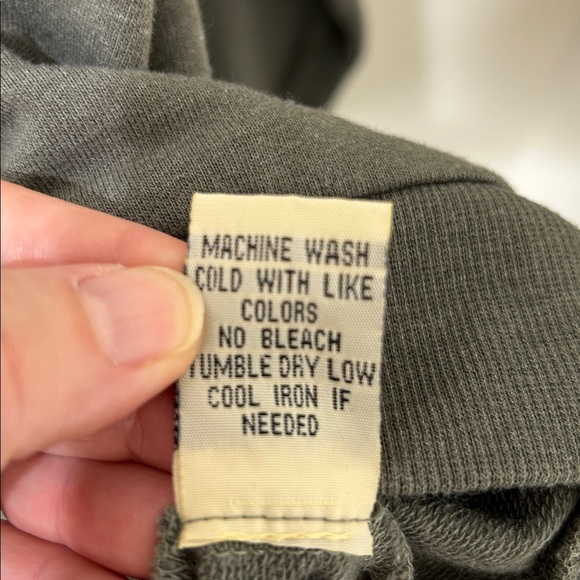 MACHINE WASH
COLD WITH LIKE
COLORS
NO BLEACH
TUMBLE DRY LOW
COOL IRON IF
NEEDED